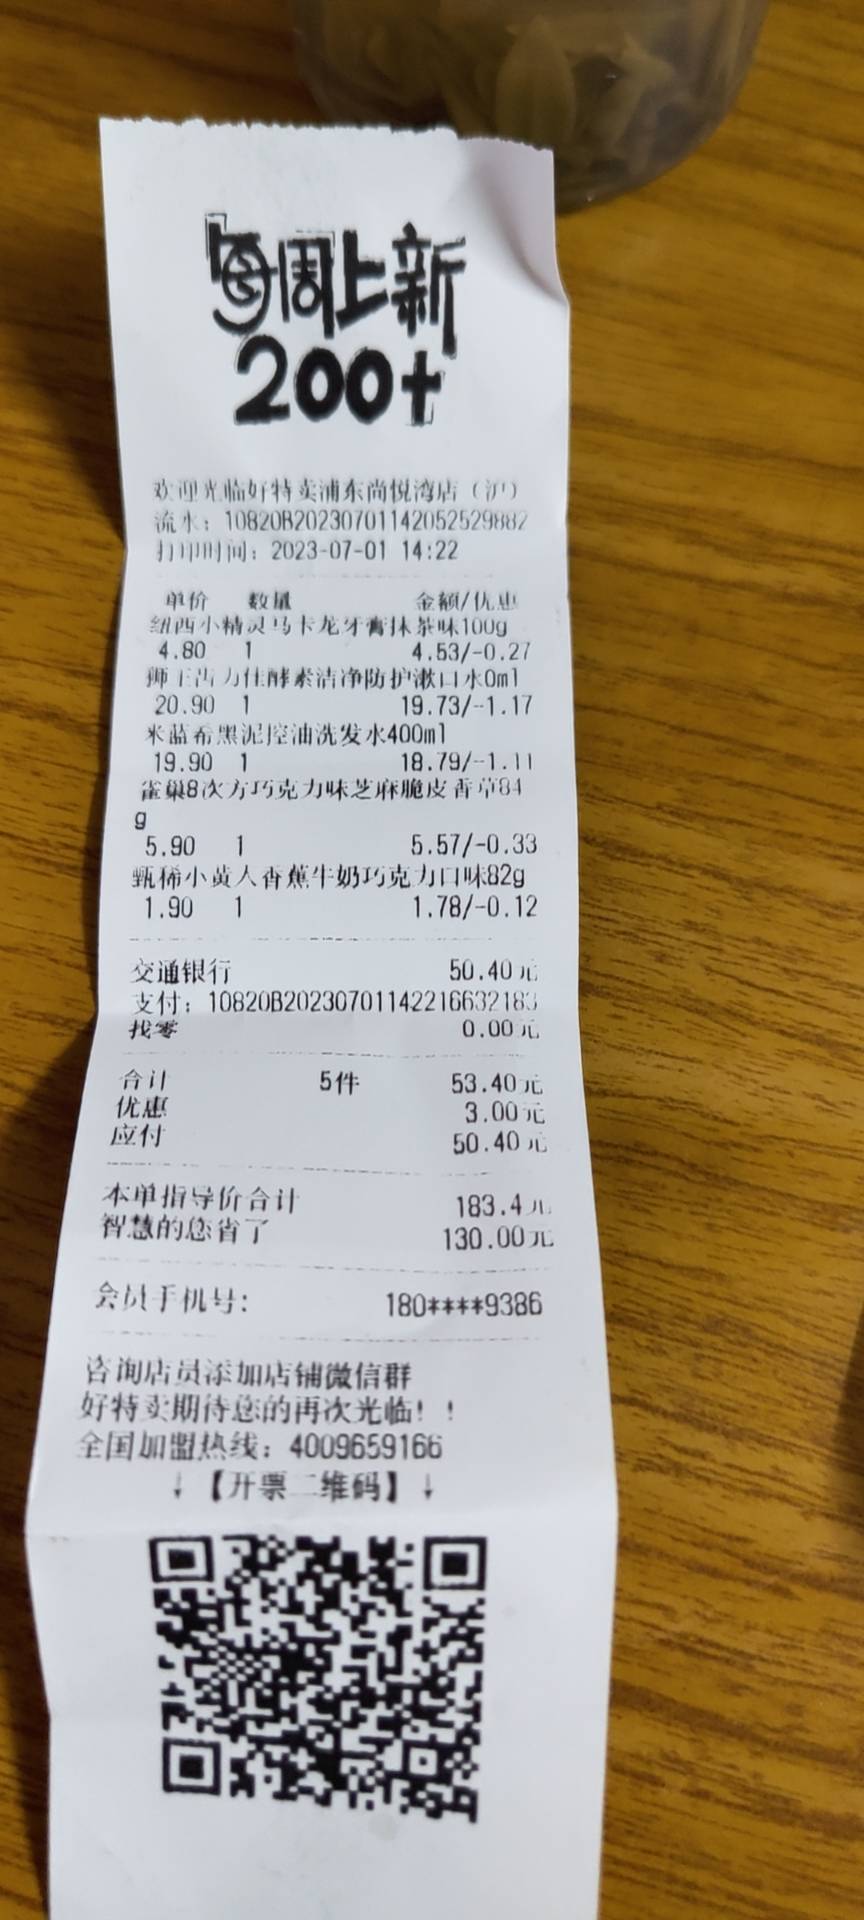 每周上新
200+
欢迎光临好特卖浦东尚悦湾店（沪）
流水：10820B202307011142052529882
打印时间：2023-07-01 14:22
单价 数量 金额/优惠
纽西小精灵马卡龙牙膏抹茶味100g
4.80 1 4.53/-0.27
狮王齿力佳酵素洁净防护漱口水0ml
20.90 1 19.73/-1.17
米蓝希黑泥控油洗发水400ml
19.90 1 18.79/-1.11
雀巢8次方巧克力味芝麻脆皮香草84
g
5.90 1 5.57/-0.33
甄稀小黄人香蕉牛奶巧克力口味82g
1.90 1 1.78/-0.12
交通银行 50.40元
支付：10820B202307011142216632183
找零 0.00元
合计 5件 53.40元
优惠 3.00元
应付 50.40元
本单指导价合计 183.4元
智慧的您省了 130.00元
会员手机号: 180****9386
咨询店员添加店铺微信群
好特卖期待您的再次光临！！
全国加盟热线：4009659166
↓【开票二维码】↓